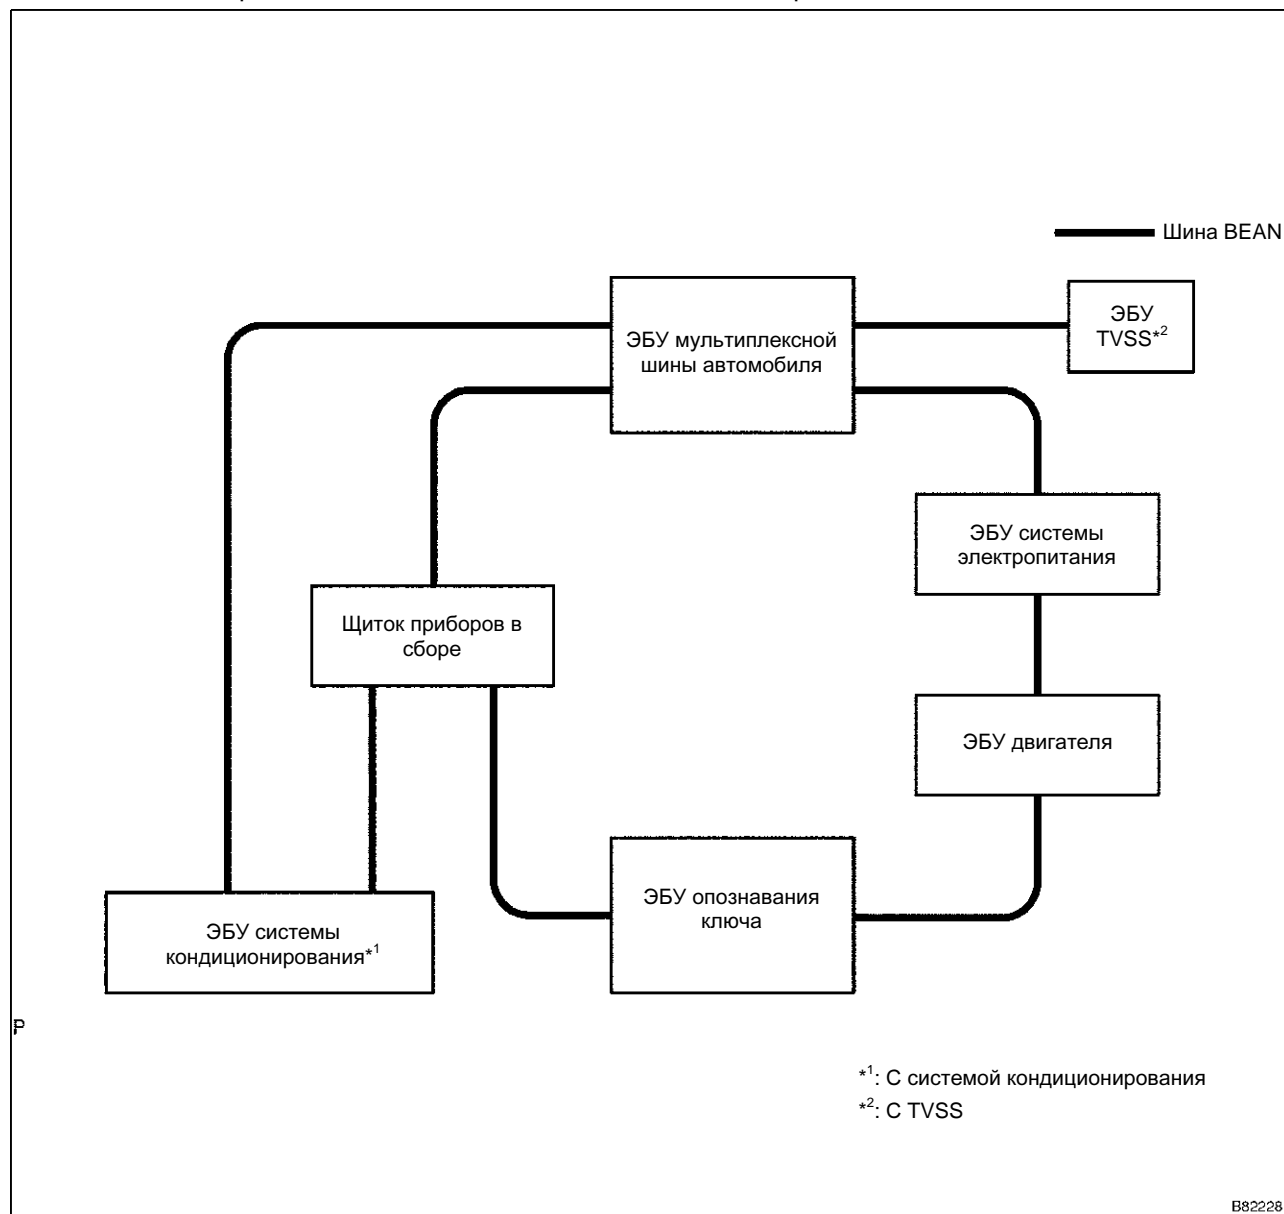 Шина BEAN
ЭБУ
TVSS*2
ЭБУ мультиплексной
шины автомобиля
ЭБУ системы
электропитания
Щиток приборов в
сборе
ЭБУ двигателя
ЭБУ опознавания
ключа
ЭБУ системы
кондиционирования*1
P
*1: С системой кондиционирования
*2: С TVSS
B82228